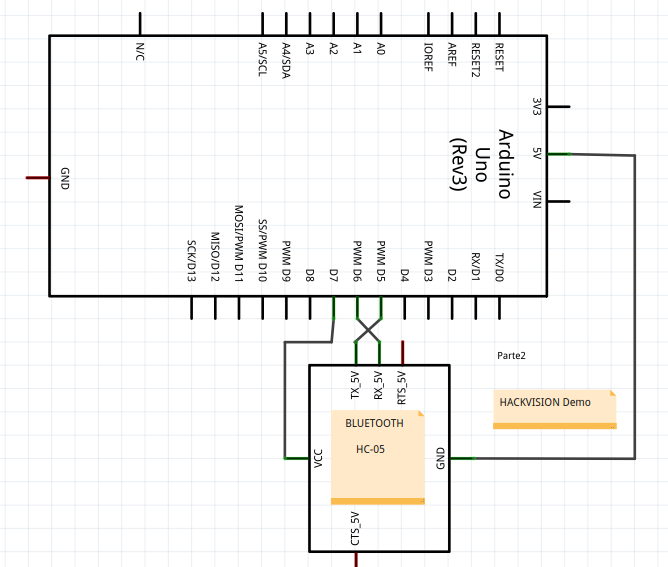 N/C
A5/SCL
A4/SDA
A3
A2
A1
A0
IOREF
AREF
RESET2
RESET
3V3
5V
VIN
Arduino
Uno
(Rev3)
GND
SCK/D13
MISO/D12
MOSI/PWM D11
SS/PWM D10
PWM D9
D8
D7
PWM D6
PWM D5
D4
PWM D3
D2
RX/D1
TX/D0
Parte2
HACKVISION Demo
TX_5V
RX_5V
RTS_5V
BLUETOOTH
HC-05
VCC
GND
CTS_5V